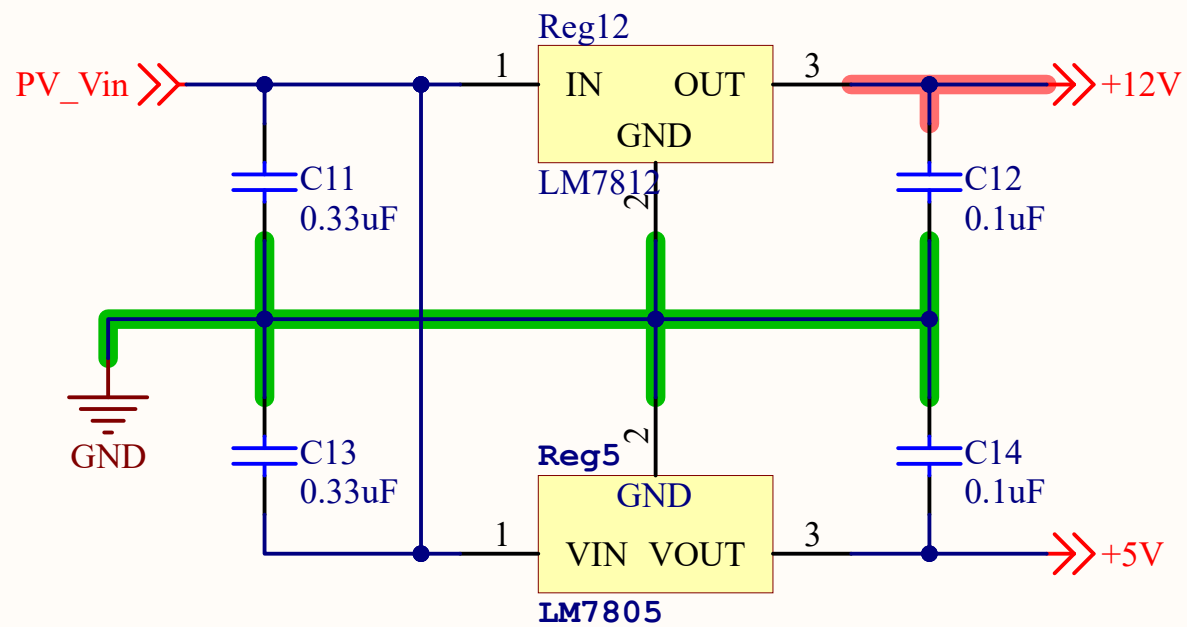 Reg12
PV_Vin
1
IN
OUT
3
+12V
GND
LM7812
2
C11
0.33uF
C12
0.1uF
GND
C13
0.33uF
2
C14
0.1uF
Reg5
GND
1
VIN
VOUT
3
+5V
LM7805